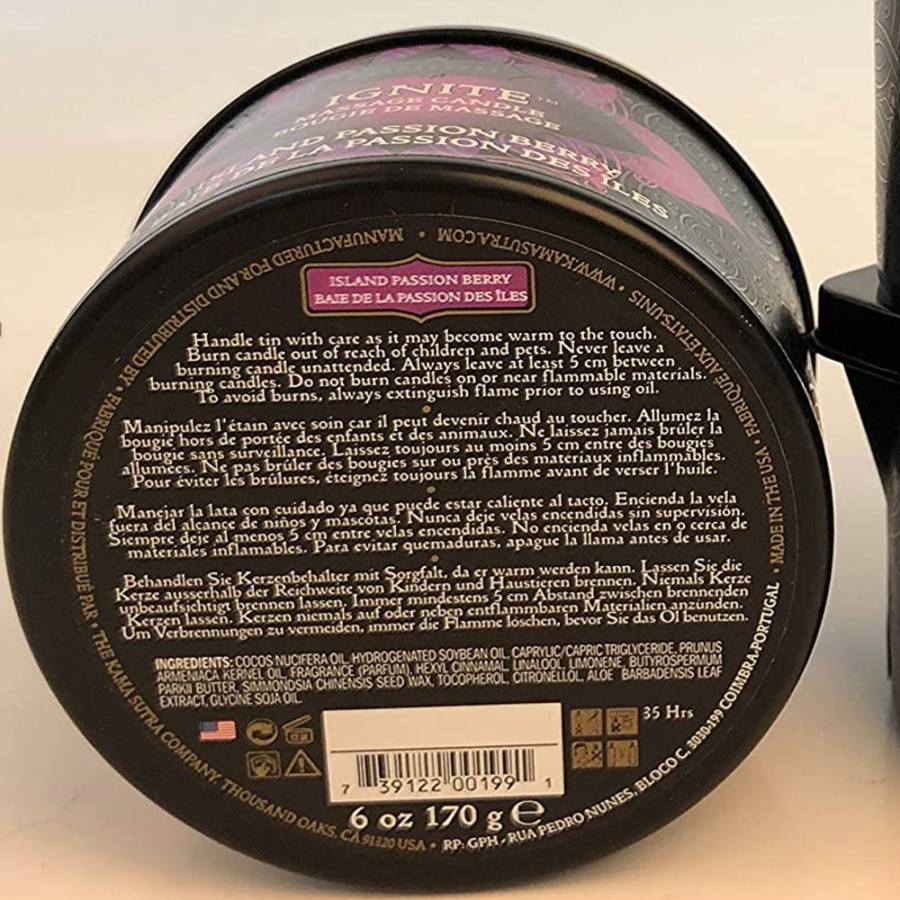 IGNITE™
MASSAGE CANDLE
BOUGIE DE MASSAGE
ISLAND PASSION BERRY
BAIE DE LA PASSION DES ÎLES
ISLAND PASSION BERRY
BAIE DE LA PASSION DES ÎLES
Handle tin with care as it may become warm to the touch.
Burn candle out of reach of children and pets. Never leave a
burning candle unattended. Always leave at least 5 cm between
burning candles. Do not burn candles on or near flammable materials.
To avoid burns, always extinguish flame prior to using oil.
Manipulez l'étain avec soin car il peut devenir chaud au toucher. Allumez la
bougie hors de portée des enfants et des animaux. Ne laissez jamais brûler la
bougie sans surveillance. Laissez toujours au moins 5 cm entre des bougies
allumées. Ne pas brûler des bougies sur ou près des materiaux inflammables.
Pour éviter les brûlures, éteignez toujours la flamme avant de verser l'huile.
Manejar la lata con cuidado ya que puede estar caliente al tacto. Encienda la vela
fuera del alcance de niños y mascotas. Nunca deje velas encendidas sin supervisión.
Siempre deje al menos 5 cm entre velas encendidas. No encienda velas en o cerca de
materiales inflamables. Para evitar quemaduras, apague la llama antes de usar.
Behandlen Sie Kerzenbehälter mit Sorgfalt, da er warm werden kann. Lassen Sie die
Kerze ausserhalb der Reichweite von Kindern und Haustieren brennen. Niemals Kerze
unbeaufsichtigt brennen lassen. Immer mindestens 5 cm Abstand zwischen brennenden
Kerzen lassen. Kerzen niemals auf oder neben entflammbaren Materialien anzünden.
Um Verbrennungen zu vermeiden, immer die Flamme löschen, bevor Sie das Öl benutzen.
INGREDIENTS: COCOS NUCIFERA OIL, HYDROGENATED SOYBEAN OIL, CAPRYLIC/CAPRIC TRIGLYCERIDE, PRUNUS
ARMENIACA KERNEL OIL, FRAGRANCE (PARFUM), HEXYL CINNAMAL, LINALOOL, LIMONENE, BUTYROSPERMUM
PARKII BUTTER, SIMMONDSIA CHINENSIS SEED WAX, TOCOPHEROL, CITRONELLOL, ALOE BARBADENSIS LEAF
EXTRACT, GLYCINE SOJA OIL.
12 M
35 Hrs
7 39122 00199 1
6 oz 170 g ℮
MANUFACTURED FOR AND DISTRIBUTED BY • FABRIQUÉ POUR ET DISTRIBUÉ PAR • THE KAMA SUTRA COMPANY, THOUSAND OAKS, CA 91320 USA • RP: GPH - RUA PEDRO NUNES, BLOCO C, 3030-199 COIMBRA-PORTUGAL • MADE IN THE USA • FABRIQUÉ AUX ÉTATS-UNIS • WWW.KAMASUTRA.COM •